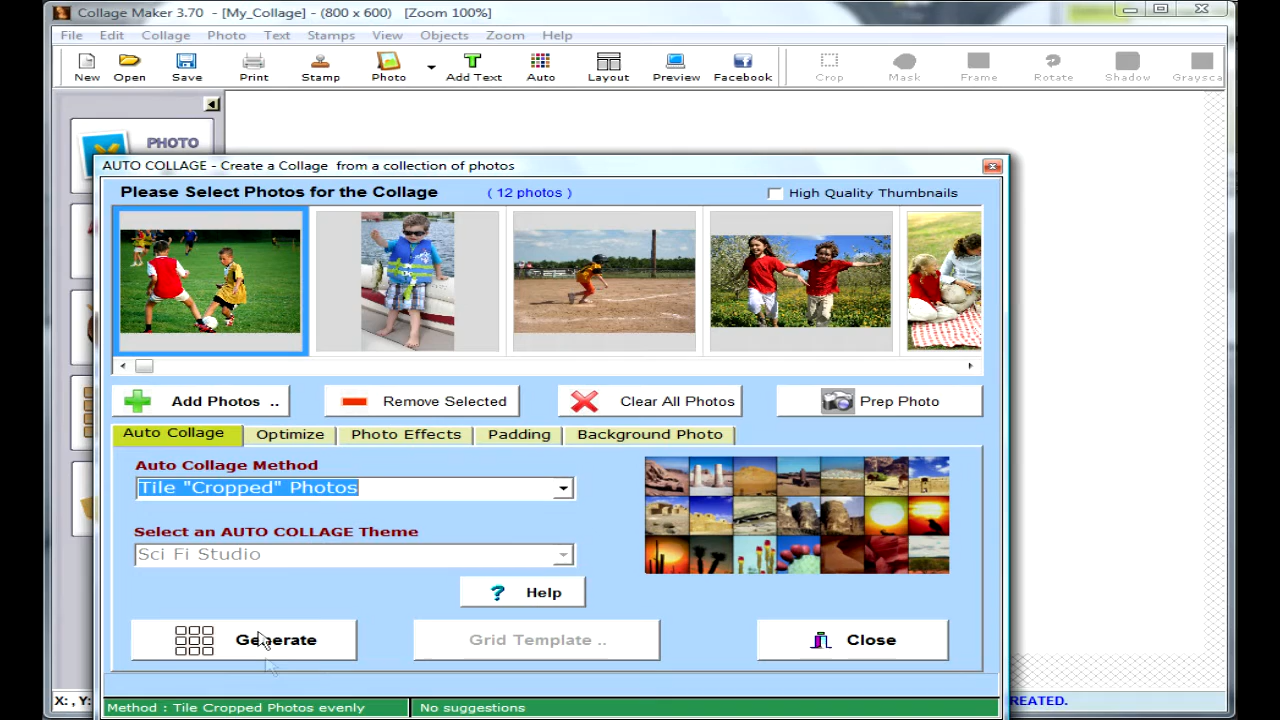 Collage Maker 3.70 - [My_Collage] - (800 x 600) [Zoom 100%]
File Edit Collage Photo Text Stamps View Objects Zoom Help
New Open Save Print Stamp Photo Add Text Auto Layout Preview Facebook Crop Mask Frame Rotate Shadow Graysca
PHOTO
AUTO COLLAGE - Create a Collage from a collection of photos
Please Select Photos for the Collage ( 12 photos ) High Quality Thumbnails
Add Photos .. Remove Selected Clear All Photos Prep Photo
Auto Collage Optimize Photo Effects Padding Background Photo
Auto Collage Method
Tile "Cropped" Photos
Select an AUTO COLLAGE Theme
Sci Fi Studio
? Help
Generate Grid Template .. Close
X: , Y: REATED.
Method : Tile Cropped Photos evenly No suggestions